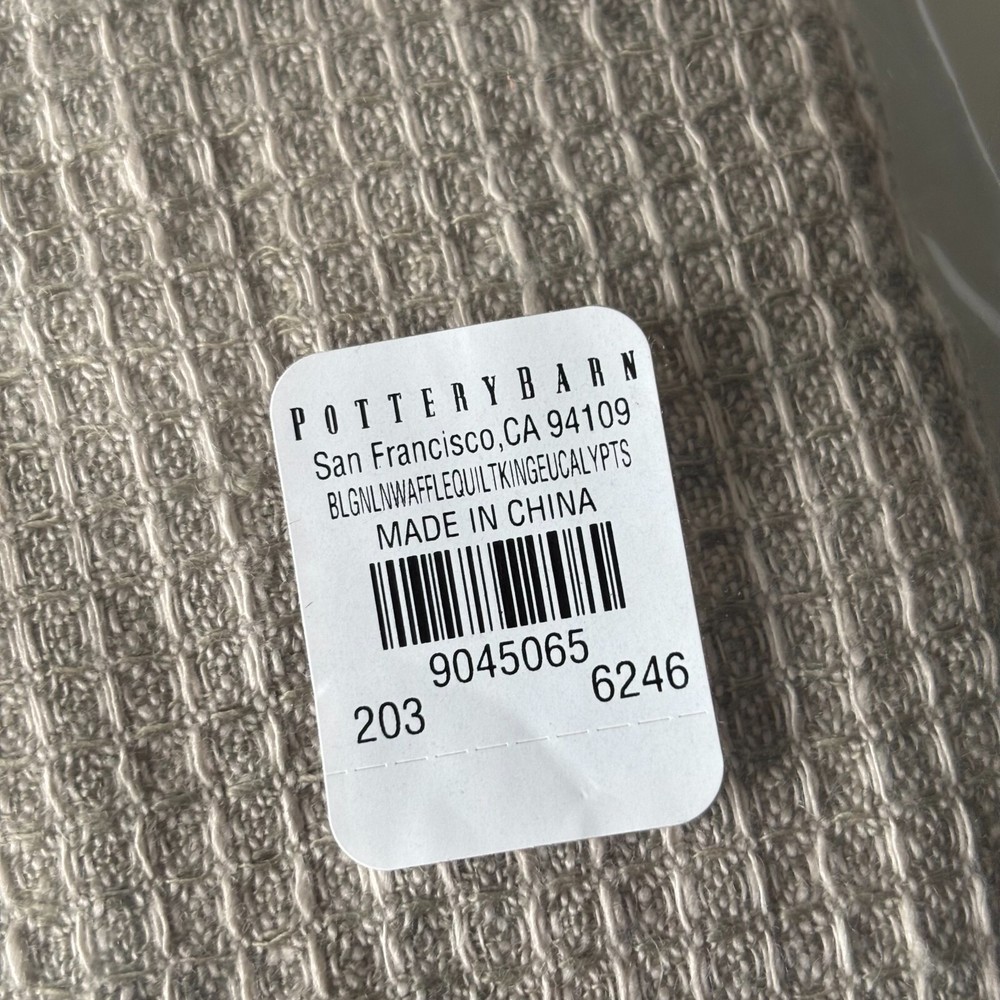 POTTERYBARN
San Francisco,CA 94109
BLGNLNWAFFLEQUILTKINGEUCALYPTS
MADE IN CHINA
9045065
203 6246